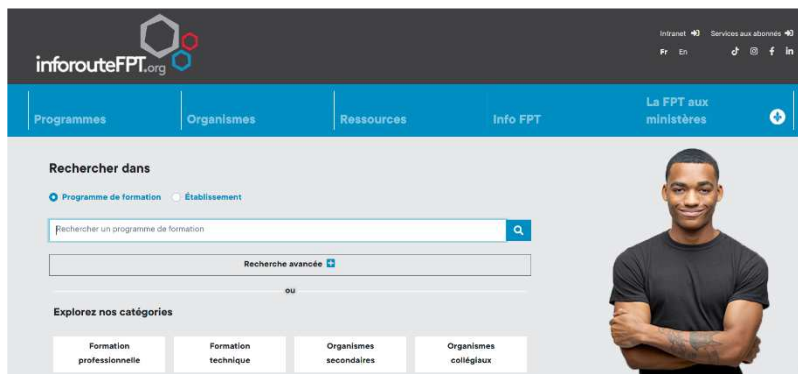 Intranet Services aux abonnés
inforouteFPT.org
Fr En
Programmes Organismes Ressources Info FPT La FPT aux ministères
Rechercher dans
Programme de formation Établissement
Rechercher un programme de formation
Recherche avancée
ou
Explorez nos catégories
Formation professionnelle
Formation technique
Organismes secondaires
Organismes collégiaux